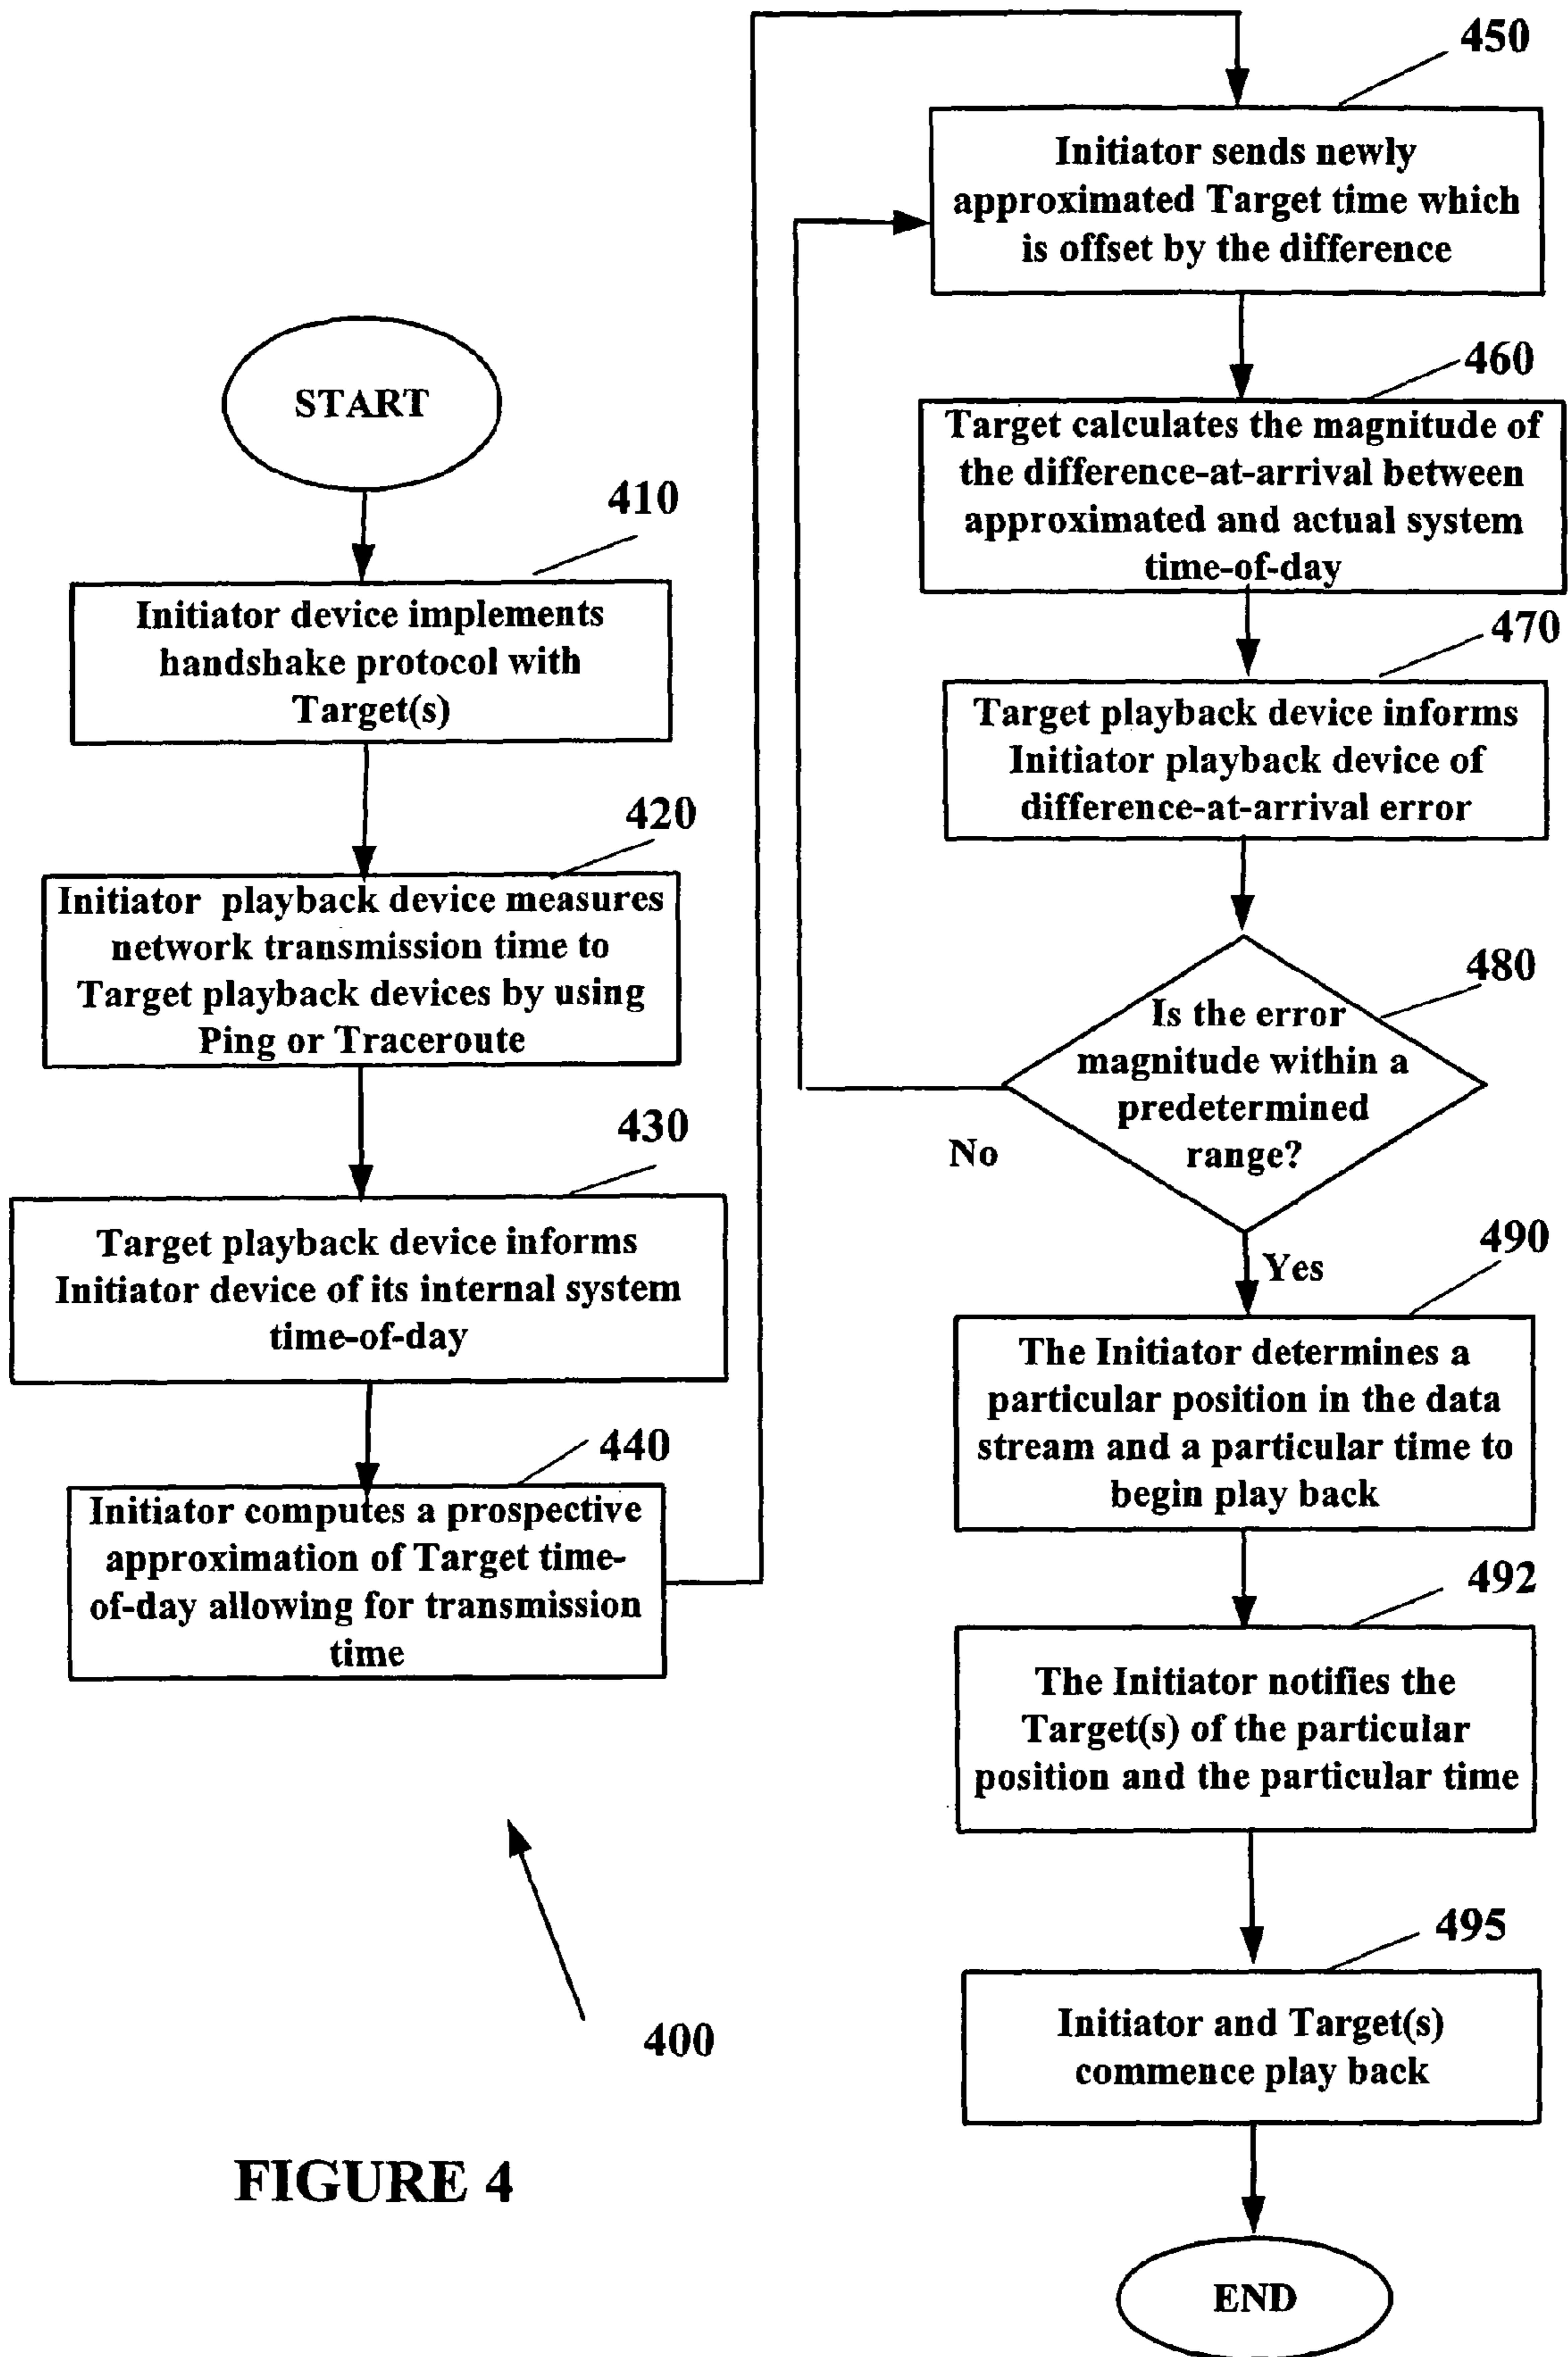 START
410
Initiator device implements
handshake protocol with
Target(s)
420
Initiator playback device measures
network transmission time to
Target playback devices by using
Ping or Traceroute
430
Target playback device informs
Initiator device of its internal system
time-of-day
440
Initiator computes a prospective
approximation of Target time-
of-day allowing for transmission
time
450
Initiator sends newly
approximated Target time which
is offset by the difference
460
Target calculates the magnitude of
the difference-at-arrival between
approximated and actual system
time-of-day
470
Target playback device informs
Initiator playback device of
difference-at-arrival error
480
Is the error
magnitude within a
predetermined
range?
No
Yes
490
The Initiator determines a
particular position in the data
stream and a particular time to
begin play back
492
The Initiator notifies the
Target(s) of the particular
position and the particular time
495
Initiator and Target(s)
commence play back
END
400
FIGURE 4